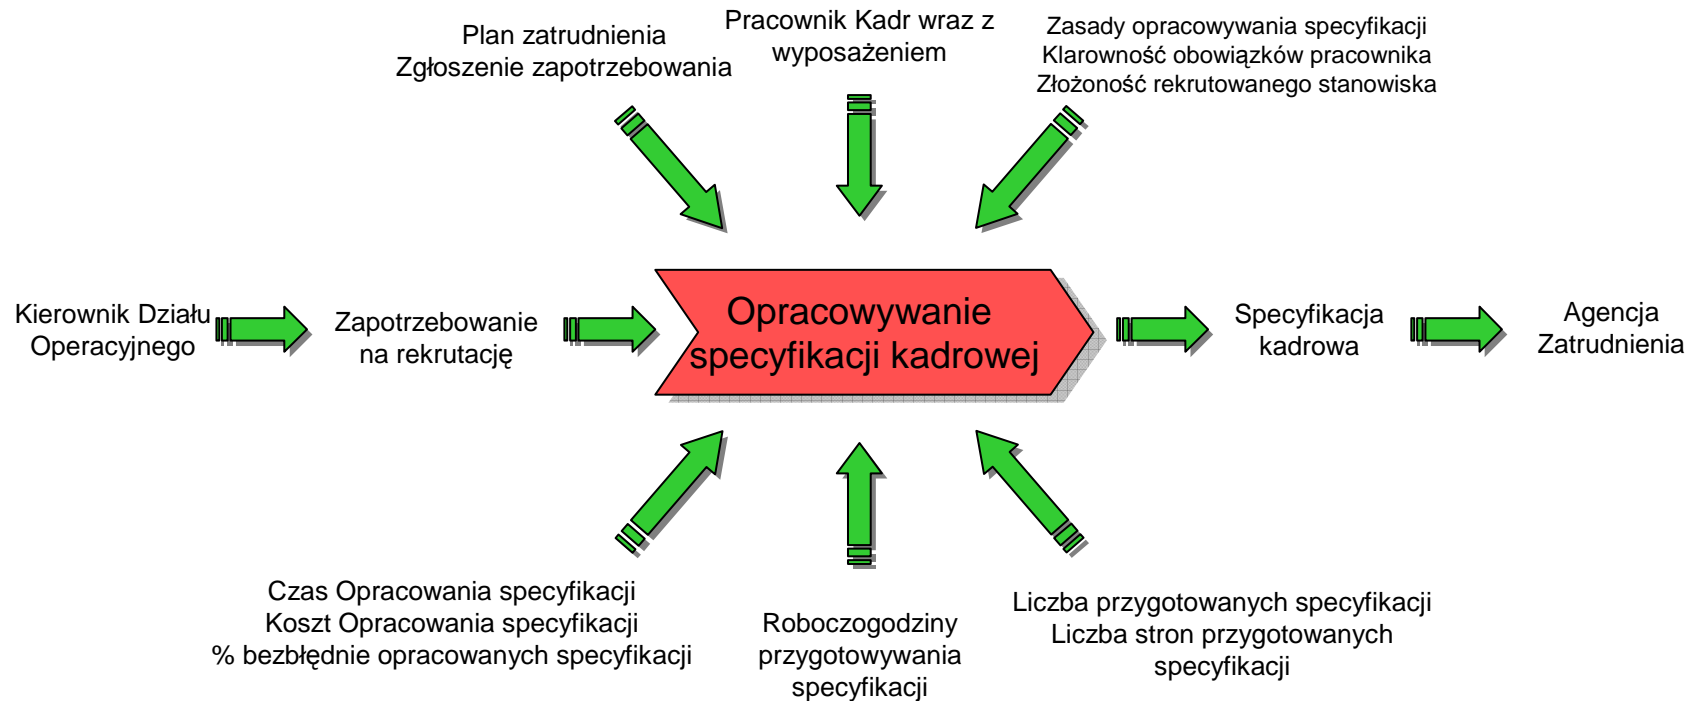 Plan zatrudnienia
Zgłoszenie zapotrzebowania
Pracownik Kadr wraz z
wyposażeniem
Zasady opracowywania specyfikacji
Klarowność obowiązków pracownika
Złożoność rekrutowanego stanowiska
Kierownik Działu
Operacyjnego
Zapotrzebowanie
na rekrutację
Opracowywanie
specyfikacji kadrowej
Specyfikacja
kadrowa
Agencja
Zatrudnienia
Czas Opracowania specyfikacji
Koszt Opracowania specyfikacji
% bezbłędnie opracowanych specyfikacji
Roboczogodziny
przygotowywania
specyfikacji
Liczba przygotowanych specyfikacji
Liczba stron przygotowanych
specyfikacji